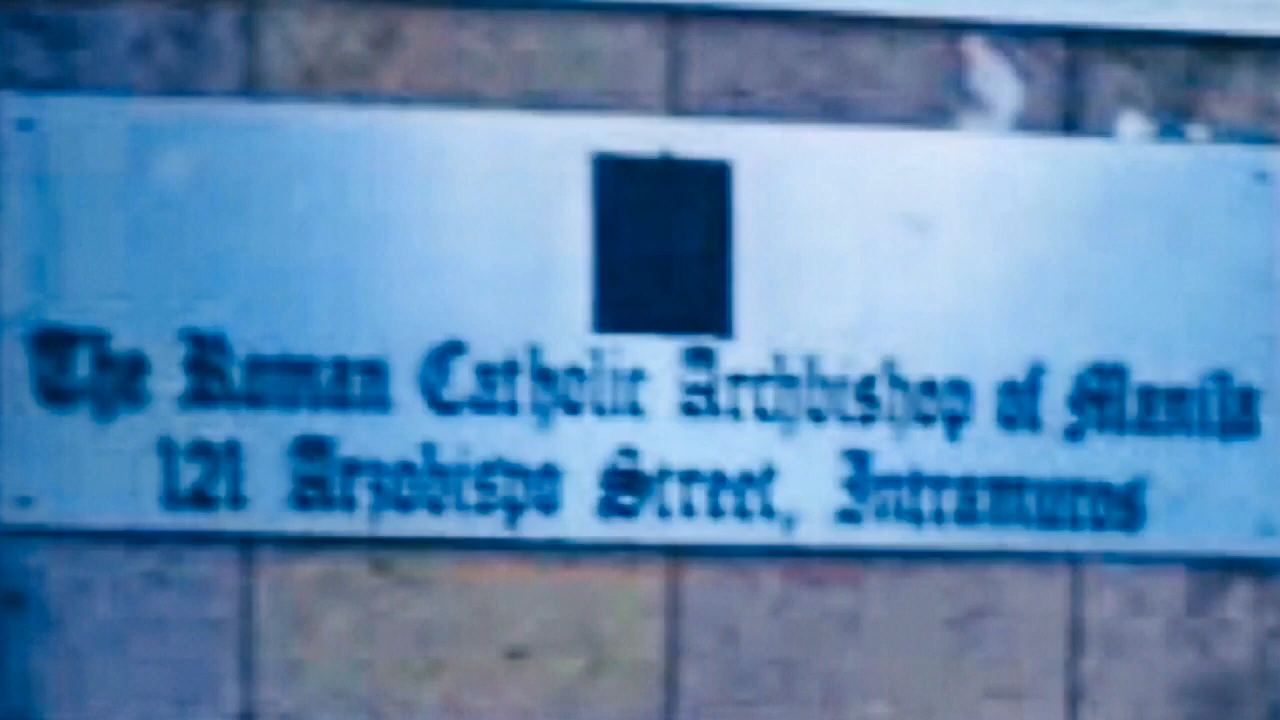 The Roman Catholic Archbishop of Manila
121 Arzobispo Street, Intramuros